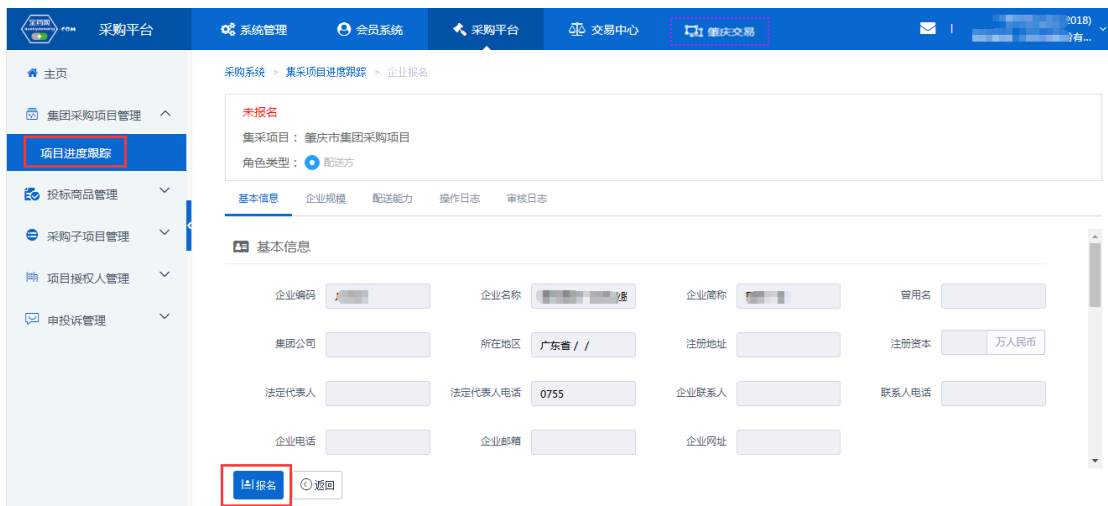 全药网 .COM 采购平台 系统管理 会员系统 采购平台 交易中心 肇庆交易 2018)
份有...
主页 采购系统 > 集采项目进度跟踪 > 企业报名
集团采购项目管理
项目进度跟踪
投标商品管理
采购子项目管理
项目授权人管理
申投诉管理
未报名
集采项目： 肇庆市集团采购项目
角色类型： 配送方
基本信息 企业规模 配送能力 操作日志 审核日志
基本信息
企业编码 企业名称 企业简称 曾用名
集团公司 所在地区 广东省 / / 注册地址 注册资本 万人民币
法定代表人 法定代表人电话 0755 企业联系人 联系人电话
企业电话 企业邮箱 企业网址
报名 返回